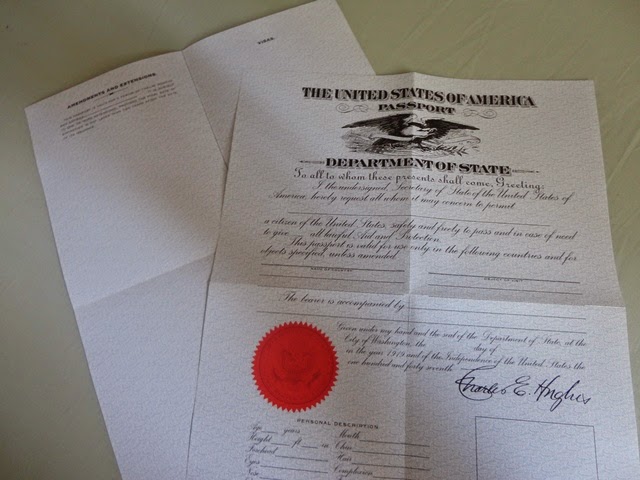 VISAS.
AMENDMENTS AND EXTENSIONS.
THE UNITED STATES OF AMERICA
PASSPORT
DEPARTMENT OF STATE
To all to whom these presents shall come, Greeting:
I, the undersigned, Secretary of State of the United States of
America, hereby request all whom it may concern to permit
a citizen of the United States, safely and freely to pass and in case of need
to give all lawful Aid and Protection.
This passport is valid for use only in the following countries and for
objects specified, unless amended
The bearer is accompanied by
Given under my hand and the seal of the Department of State, at the
City of Washington, the day of
in the year 1919 and of the Independence of the United States the
one hundred and forty seventh
Charles E. Hughes
PERSONAL DESCRIPTION
Age years Mouth
Height ft in Chin
Forehead Hair
Eyes Complexion